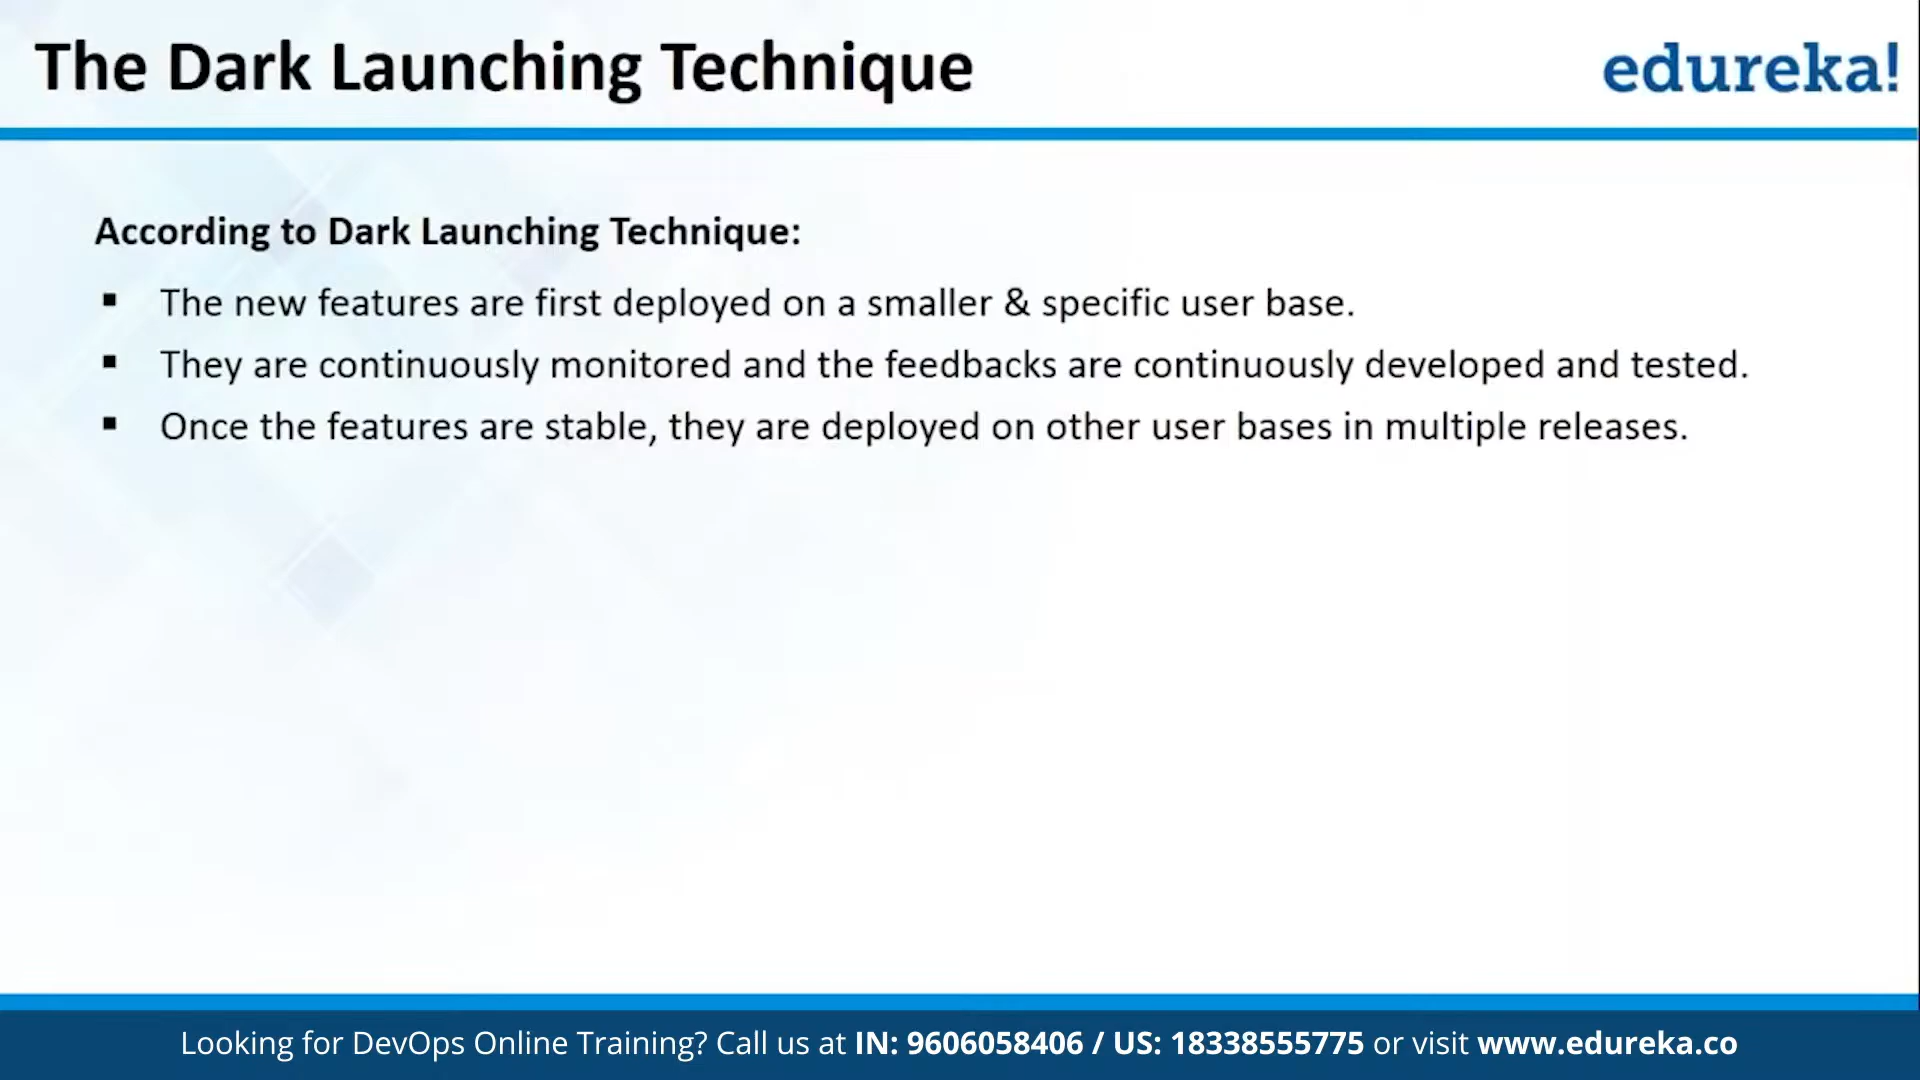 The Dark Launching Technique
edureka!
According to Dark Launching Technique:
▪ The new features are first deployed on a smaller & specific user base.
▪ They are continuously monitored and the feedbacks are continuously developed and tested.
▪ Once the features are stable, they are deployed on other user bases in multiple releases.
Looking for DevOps Online Training? Call us at IN: 9606058406 / US: 18338555775 or visit www.edureka.co